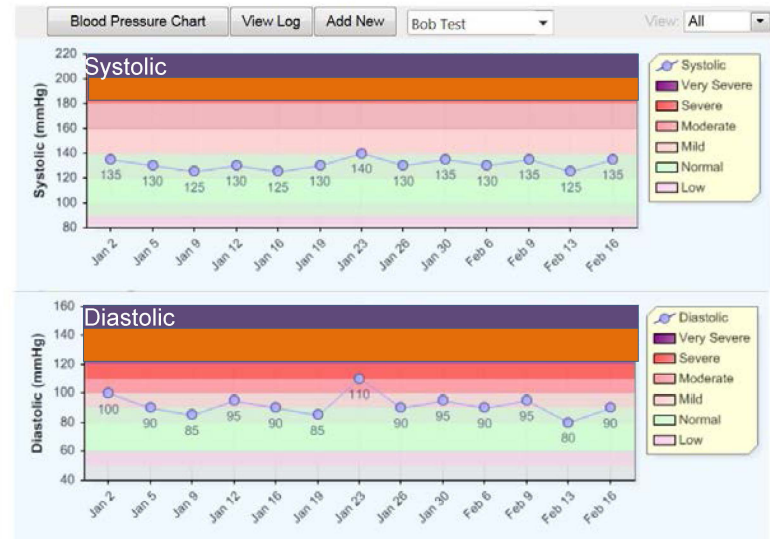 Blood Pressure Chart View Log Add New Bob Test View: All
220
200
180
160
140
120
100
80
Systolic (mmHg)
Systolic
135 130 125 130 125 130 140 130 135 130 135 125 135
Jan 2 Jan 5 Jan 9 Jan 12 Jan 16 Jan 19 Jan 23 Jan 26 Jan 30 Feb 6 Feb 9 Feb 13 Feb 16
Systolic
Very Severe
Severe
Moderate
Mild
Normal
Low
160
140
120
100
80
60
40
Diastolic (mmHg)
Diastolic
100 90 85 95 90 85 110 90 95 90 95 80 90
Jan 2 Jan 5 Jan 9 Jan 12 Jan 16 Jan 19 Jan 23 Jan 26 Jan 30 Feb 6 Feb 9 Feb 13 Feb 16
Diastolic
Very Severe
Severe
Moderate
Mild
Normal
Low